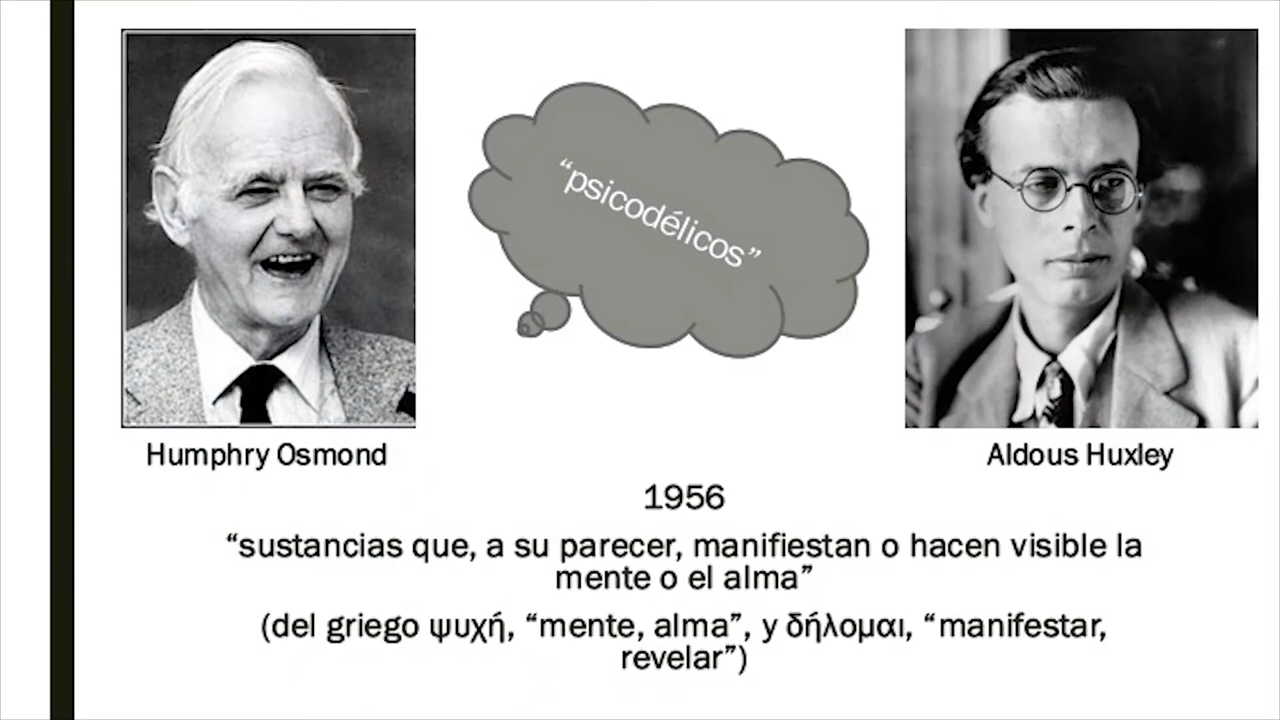 “psicodélicos”
Humphry Osmond
Aldous Huxley
1956
“sustancias que, a su parecer, manifiestan o hacen visible la
mente o el alma”
(del griego ψυχή, “mente, alma”, y δήλομαι, “manifestar,
revelar”)